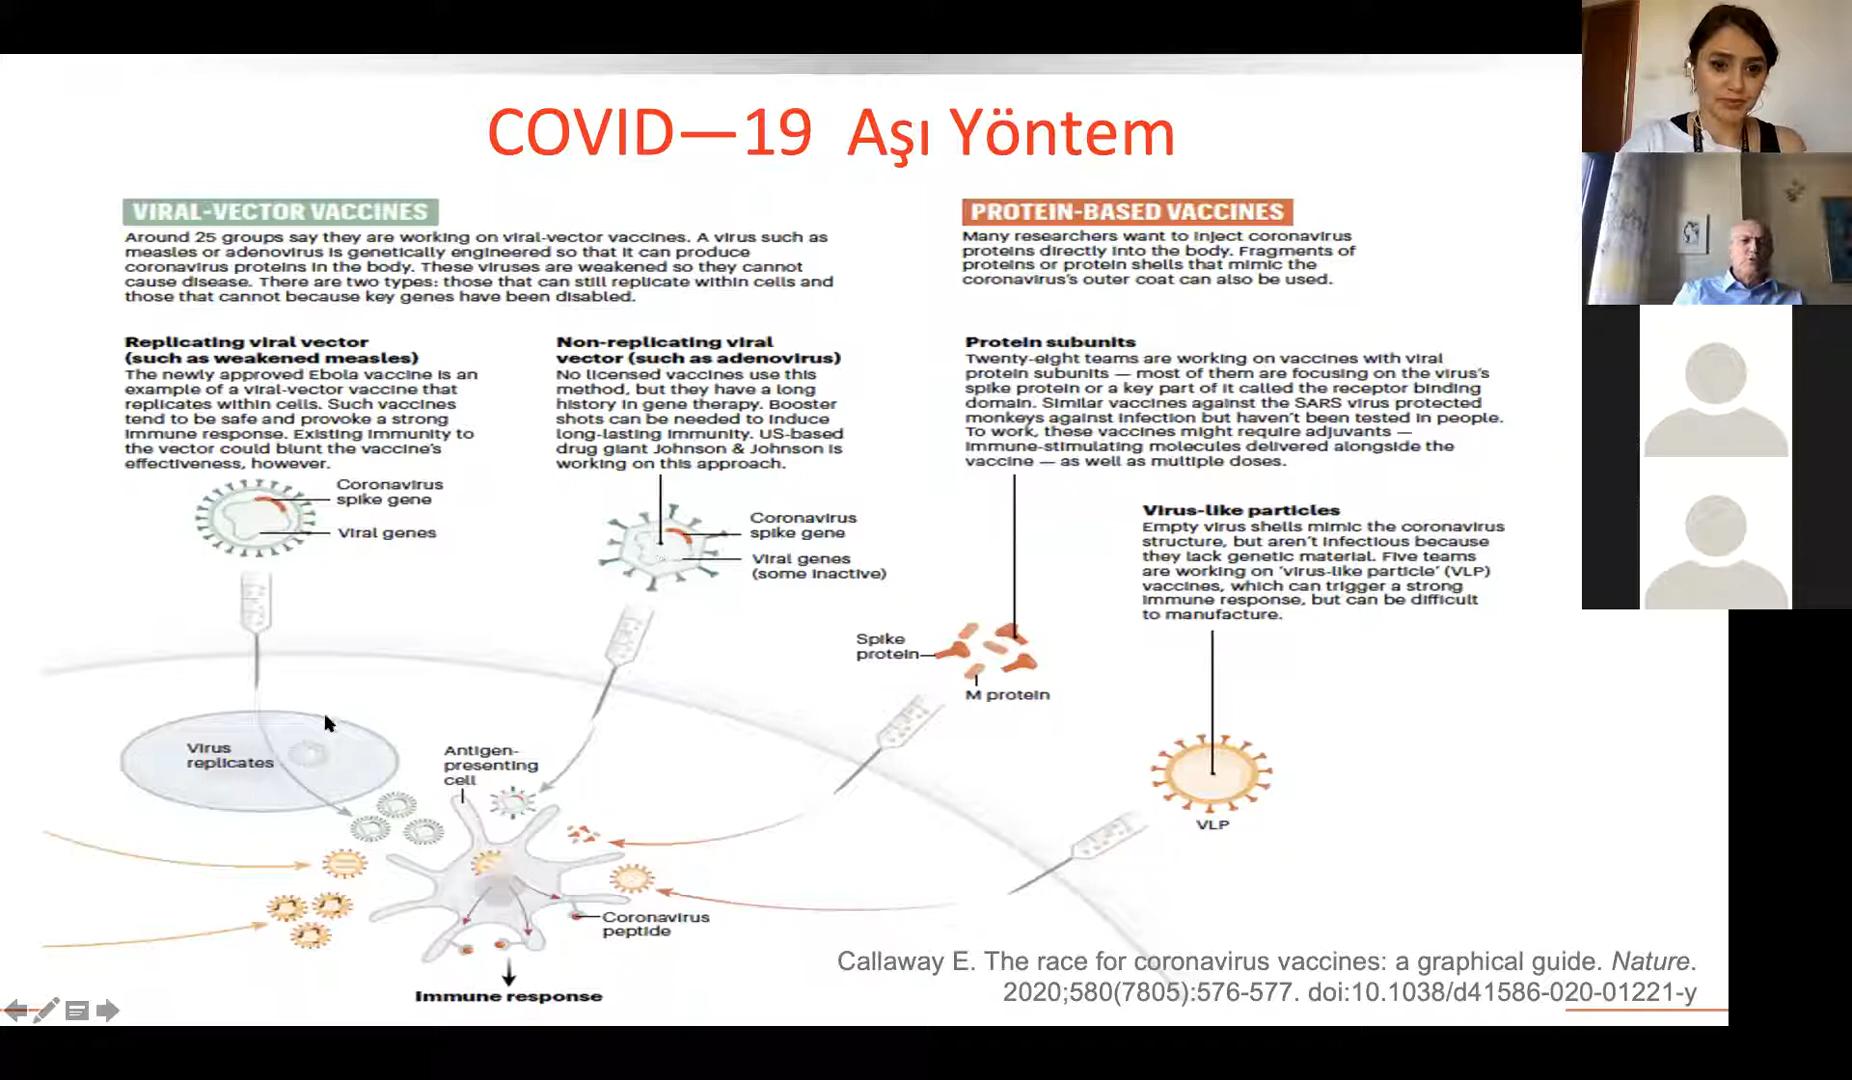 COVID—19 Aşı Yöntem
VIRAL-VECTOR VACCINES
Around 25 groups say they are working on viral-vector vaccines. A virus such as
measles or adenovirus is genetically engineered so that it can produce
coronavirus proteins in the body. These viruses are weakened so they cannot
cause disease. There are two types: those that can still replicate within cells and
those that cannot because key genes have been disabled.
Replicating viral vector
(such as weakened measles)
The newly approved Ebola vaccine is an
example of a viral-vector vaccine that
replicates within cells. Such vaccines
tend to be safe and provoke a strong
immune response. Existing immunity to
the vector could blunt the vaccine's
effectiveness, however.
Coronavirus
spike gene
Viral genes
Non-replicating viral
vector (such as adenovirus)
No licensed vaccines use this
method, but they have a long
history in gene therapy. Booster
shots can be needed to induce
long-lasting immunity. US-based
drug giant Johnson & Johnson is
working on this approach.
Coronavirus
spike gene
Viral genes
(some inactive)
PROTEIN-BASED VACCINES
Many researchers want to inject coronavirus
proteins directly into the body. Fragments of
proteins or protein shells that mimic the
coronavirus's outer coat can also be used.
Protein subunits
Twenty-eight teams are working on vaccines with viral
protein subunits — most of them are focusing on the virus's
spike protein or a key part of it called the receptor binding
domain. Similar vaccines against the SARS virus protected
monkeys against infection but haven't been tested in people.
To work, these vaccines might require adjuvants —
immune-stimulating molecules delivered alongside the
vaccine — as well as multiple doses.
Virus-like particles
Empty virus shells mimic the coronavirus
structure, but aren't infectious because
they lack genetic material. Five teams
are working on 'virus-like particle' (VLP)
vaccines, which can trigger a strong
immune response, but can be difficult
to manufacture.
Spike
protein
M protein
VLP
Virus
replicates
Antigen-
presenting
cell
Coronavirus
peptide
Immune response
Callaway E. The race for coronavirus vaccines: a graphical guide. Nature.
2020;580(7805):576-577. doi:10.1038/d41586-020-01221-y